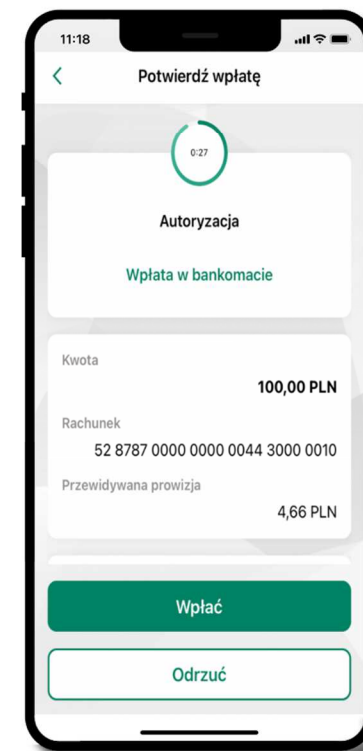 11:18
Potwierdź wpłatę
0:27
Autoryzacja
Wpłata w bankomacie
Kwota
100,00 PLN
Rachunek
52 8787 0000 0000 0044 3000 0010
Przewidywana prowizja
4,66 PLN
Wpłać
Odrzuć